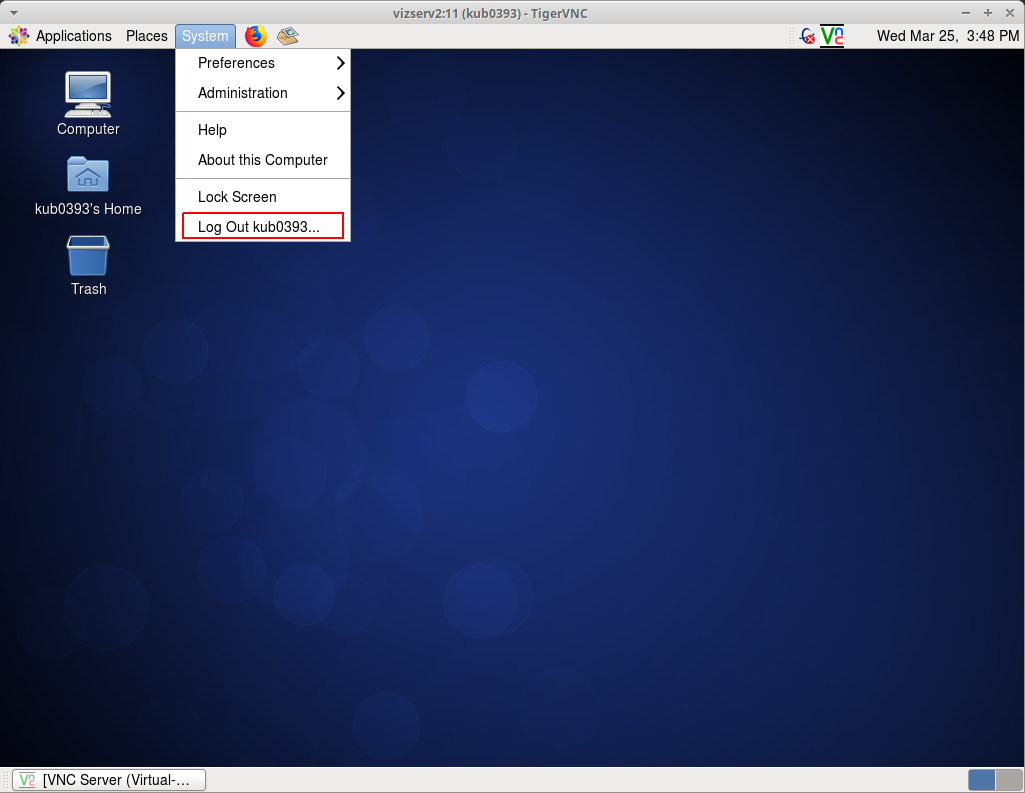 vizserv2:11 (kub0393) - TigerVNC
Applications Places System Wed Mar 25, 3:48 PM
Preferences
Administration
Help
About this Computer
Lock Screen
Log Out kub0393...
Computer
kub0393's Home
Trash
[VNC Server (Virtual-...